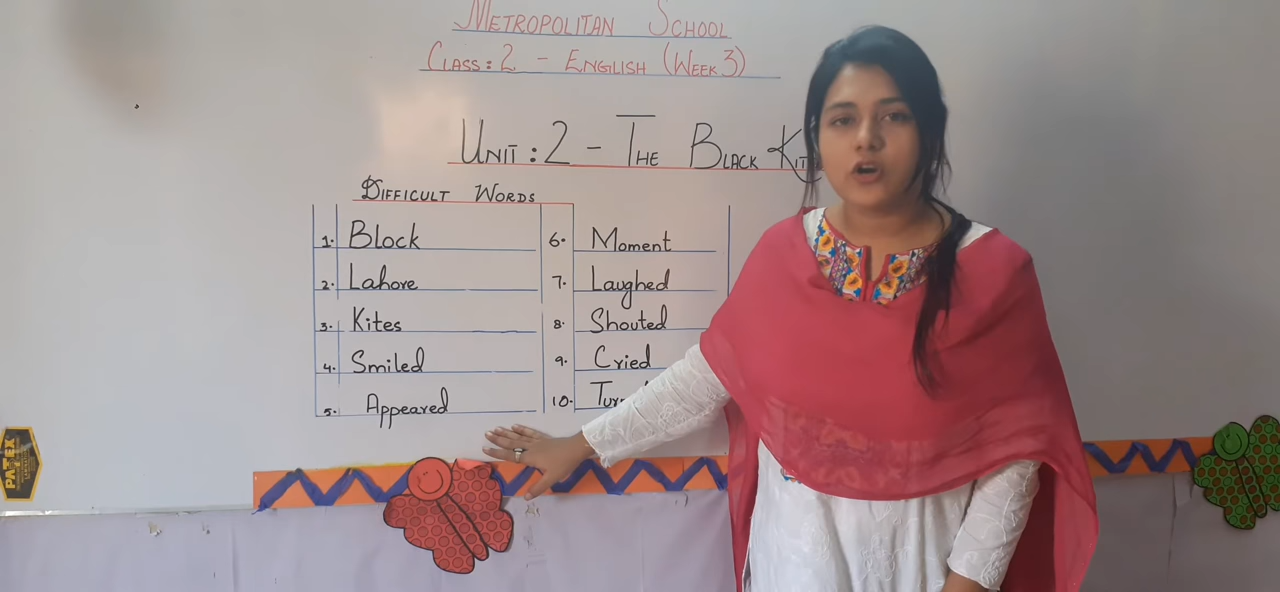 METROPOLITAN SCHOOL
CLASS: 2 - ENGLISH (WEEK 3)
UNIT: 2 - THE BLACK
DIFFICULT WORDS
1. Block
2. Lahore
3. Kites
4. Smiled
5. Appeared
6. Moment
7. Laughed
8. Shouted
9. Cried
10.
PATEX